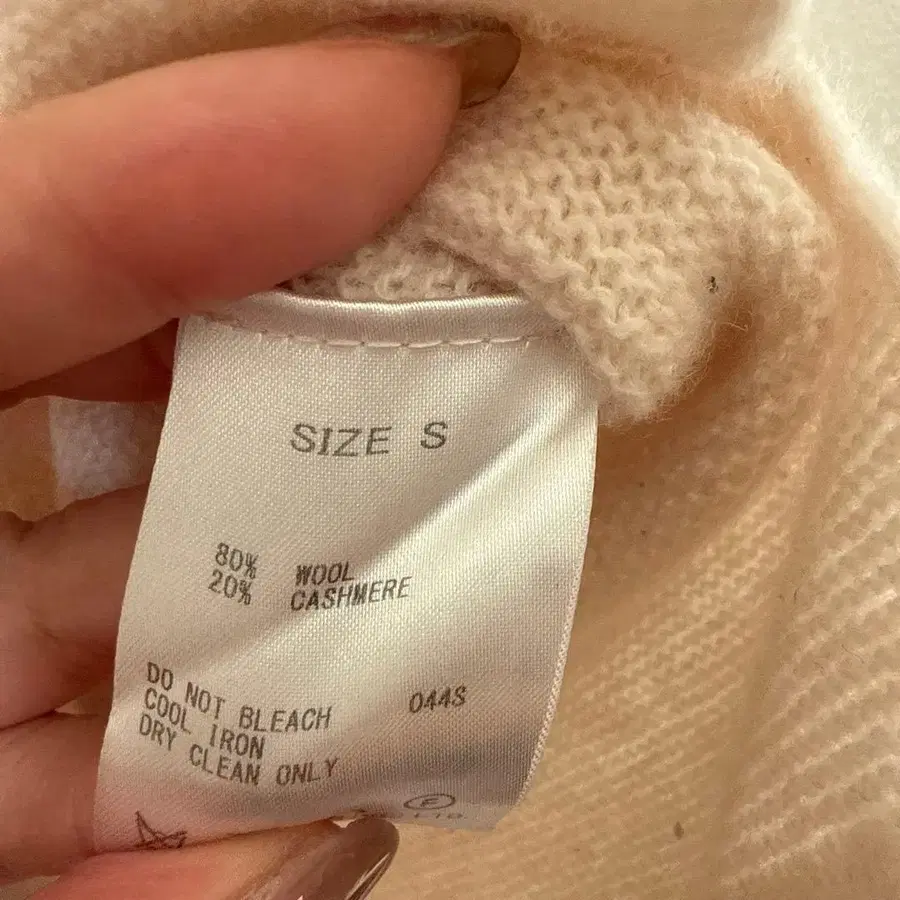 SIZE S
80% WOOL
20% CASHMERE
DO NOT BLEACH 044S
COOL IRON
DRY CLEAN ONLY
F